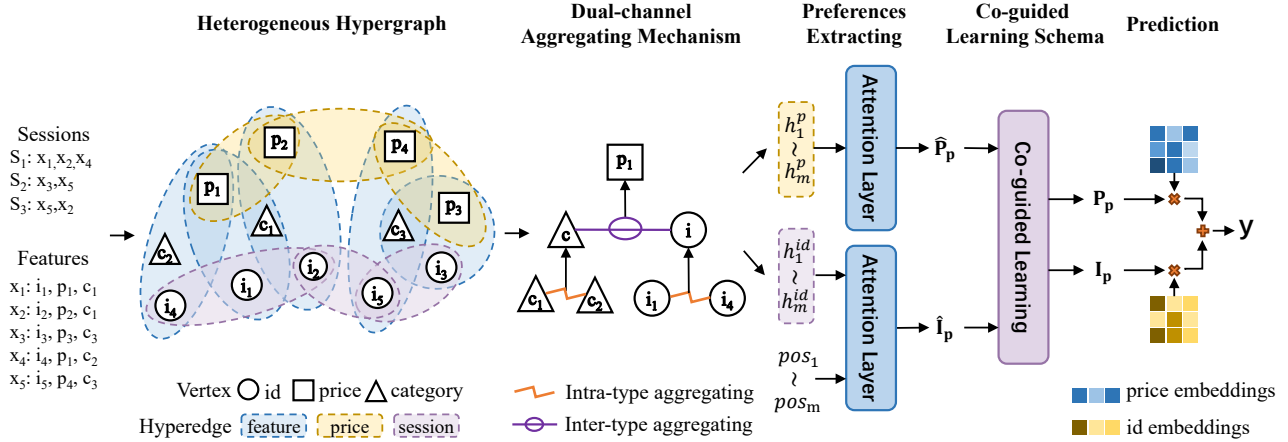 Heterogeneous Hypergraph
Dual-channel
Aggregating Mechanism
Preferences
Extracting
Co-guided
Learning Schema
Prediction
Sessions
S₁: x₁,x₂,x₄
S₂: x₃,x₅
S₃: x₅,x₂
Features
x₁: i₁, p₁, c₁
x₂: i₂, p₂, c₁
x₃: i₃, p₃, c₃
x₄: i₄, p₁, c₂
x₅: i₅, p₄, c₃
p₂
p₄
p₁
p₃
c₁
c₃
c₂
i₂
i₃
i₁
i₅
i₄
Vertex id price category
Hyperedge feature price session
p₁
c
i
c₁
c₂
i₁
i₄
Intra-type aggregating
Inter-type aggregating
h₁ᵖ
~
hₘᵖ
h₁ⁱᵈ
~
hₘⁱᵈ
pos₁
~
posₘ
Attention Layer
Attention Layer
P̂ₚ
Îₚ
Co-guided Learning
Pₚ
Iₚ
y
price embeddings
id embeddings